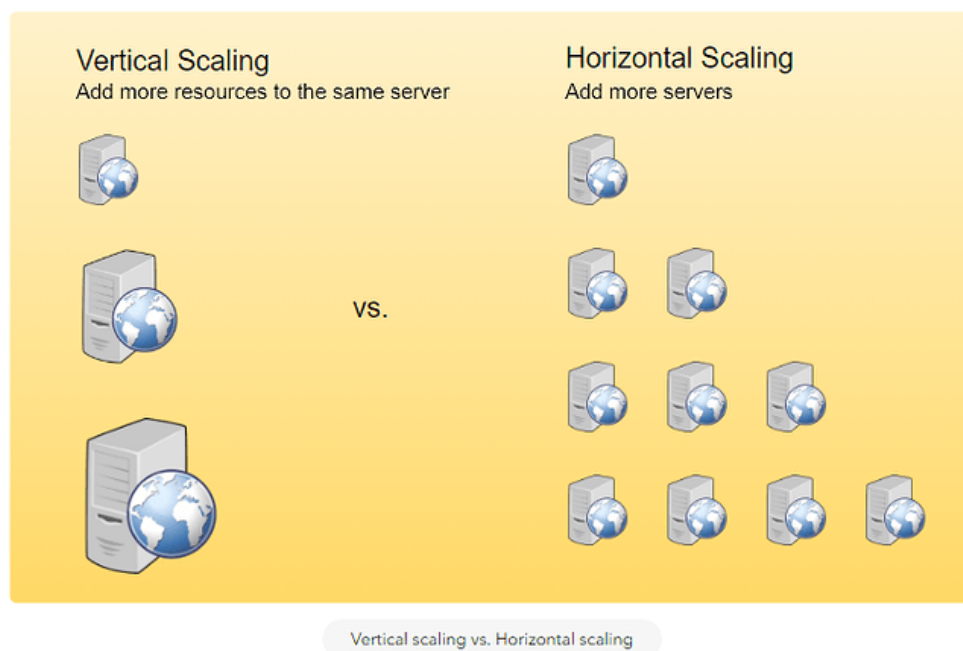 Vertical Scaling
Add more resources to the same server
Horizontal Scaling
Add more servers
vs.
Vertical scaling vs. Horizontal scaling